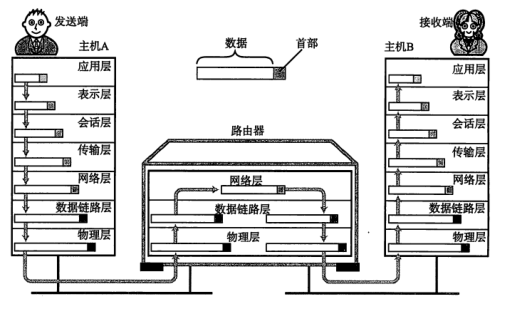 发送端
接收端
主机A
数据
首部
主机B
应用层
表示层
会话层
传输层
网络层
数据链路层
物理层
路由器
网络层
数据链路层
物理层
应用层
表示层
会话层
传输层
网络层
数据链路层
物理层